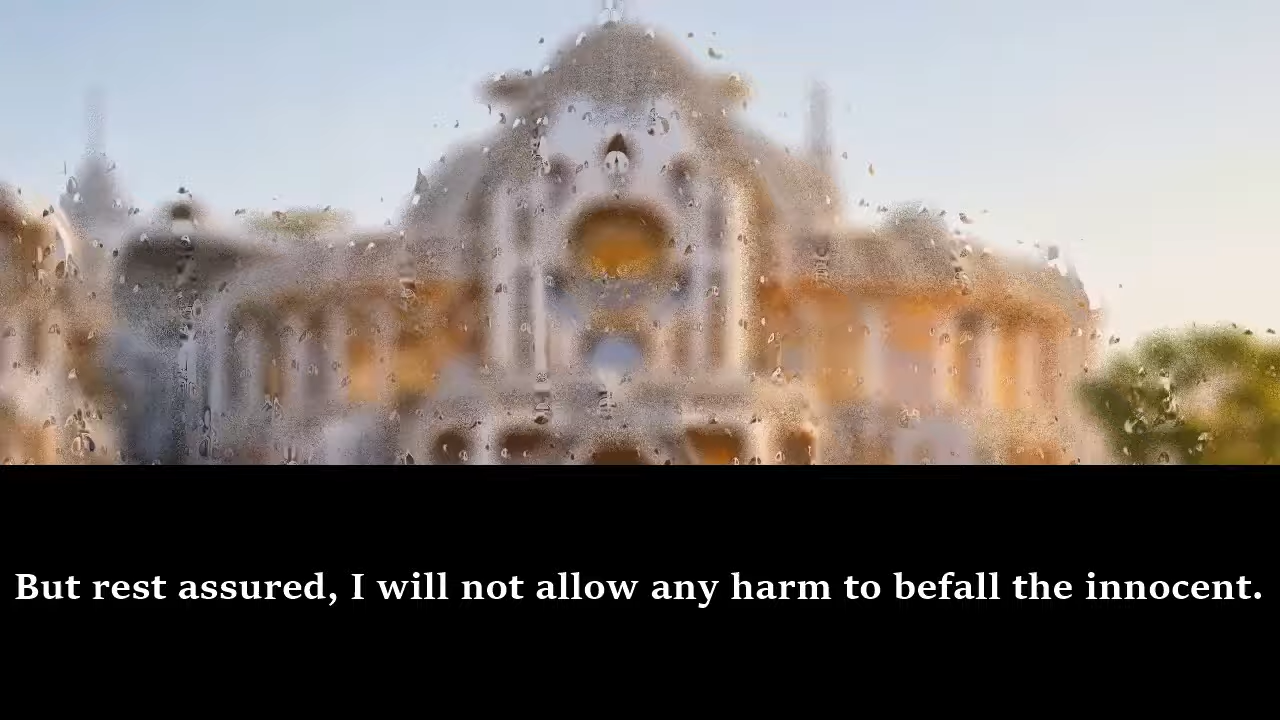 But rest assured, I will not allow any harm to befall the innocent.